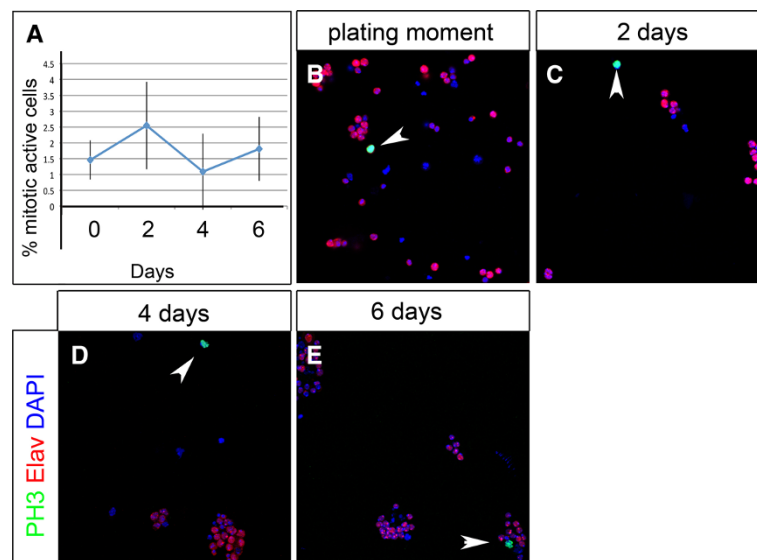 A
% mitotic active cells
4.5
4
3.5
3
2.5
2
1.5
1
0.5
0
0 2 4 6
Days
plating moment
B
2 days
C
4 days
D
6 days
E
PH3 Elav DAPI